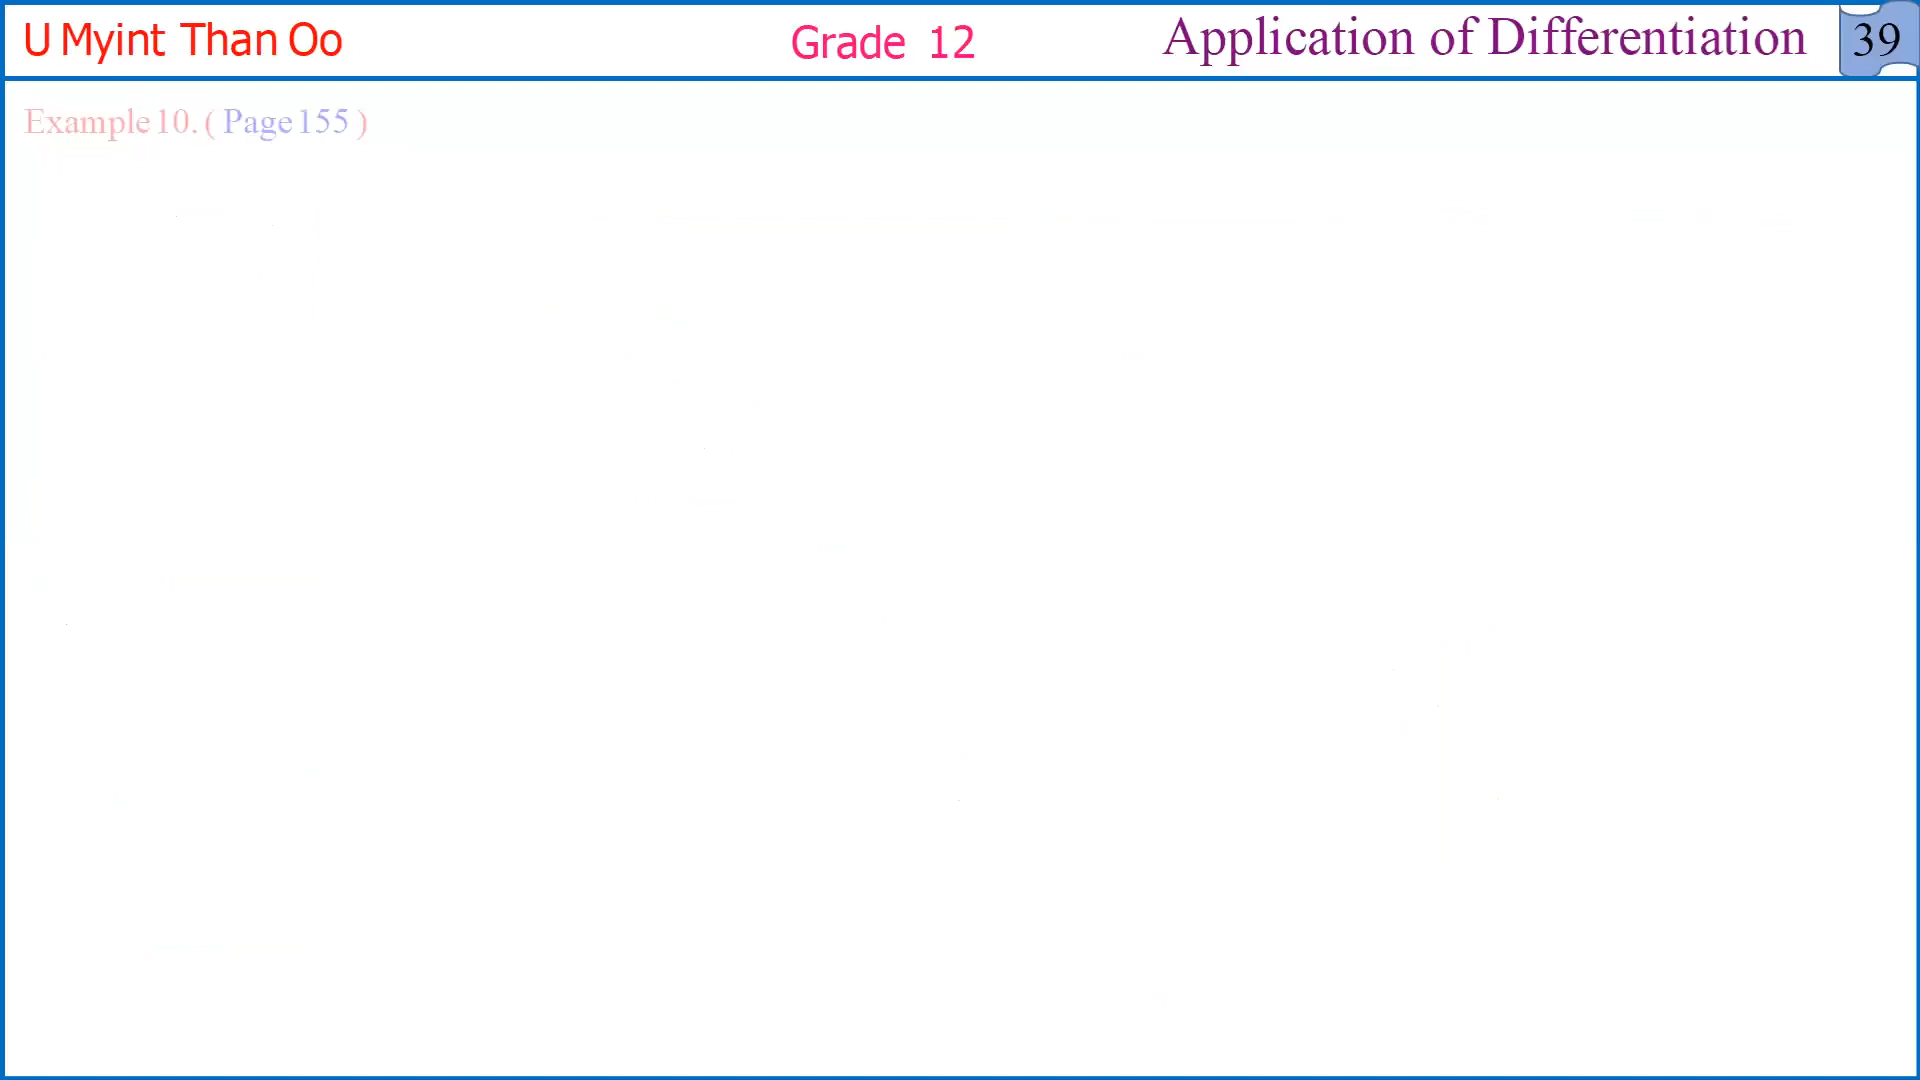 U Myint Than Oo Grade 12 Application of Differentiation 39
Example 10. ( Page 155 )